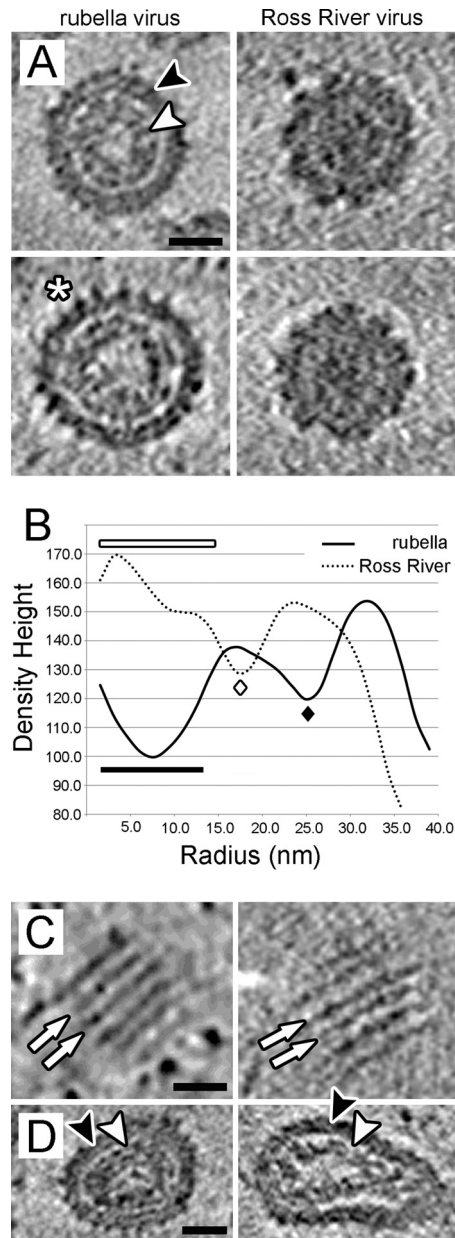 rubella virus Ross River virus
A
*
B
170.0
160.0
150.0
140.0
130.0
120.0
110.0
100.0
90.0
80.0
Density Height
rubella
Ross River
5.0 10.0 15.0 20.0 25.0 30.0 35.0 40.0
Radius (nm)
C
D